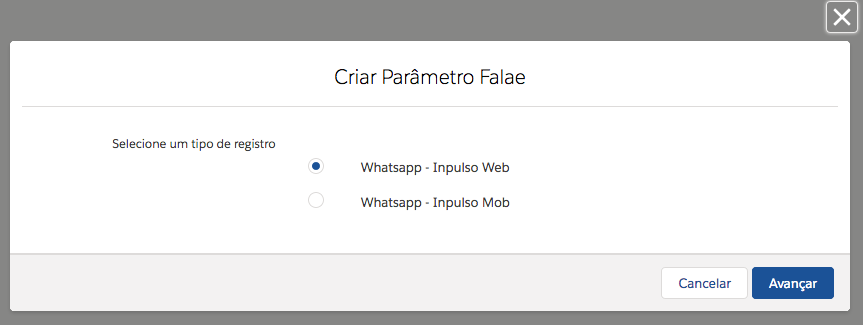 Criar Parâmetro Falae
Selecione um tipo de registro
Whatsapp - Inpulso Web
Whatsapp - Inpulso Mob
Cancelar
Avançar